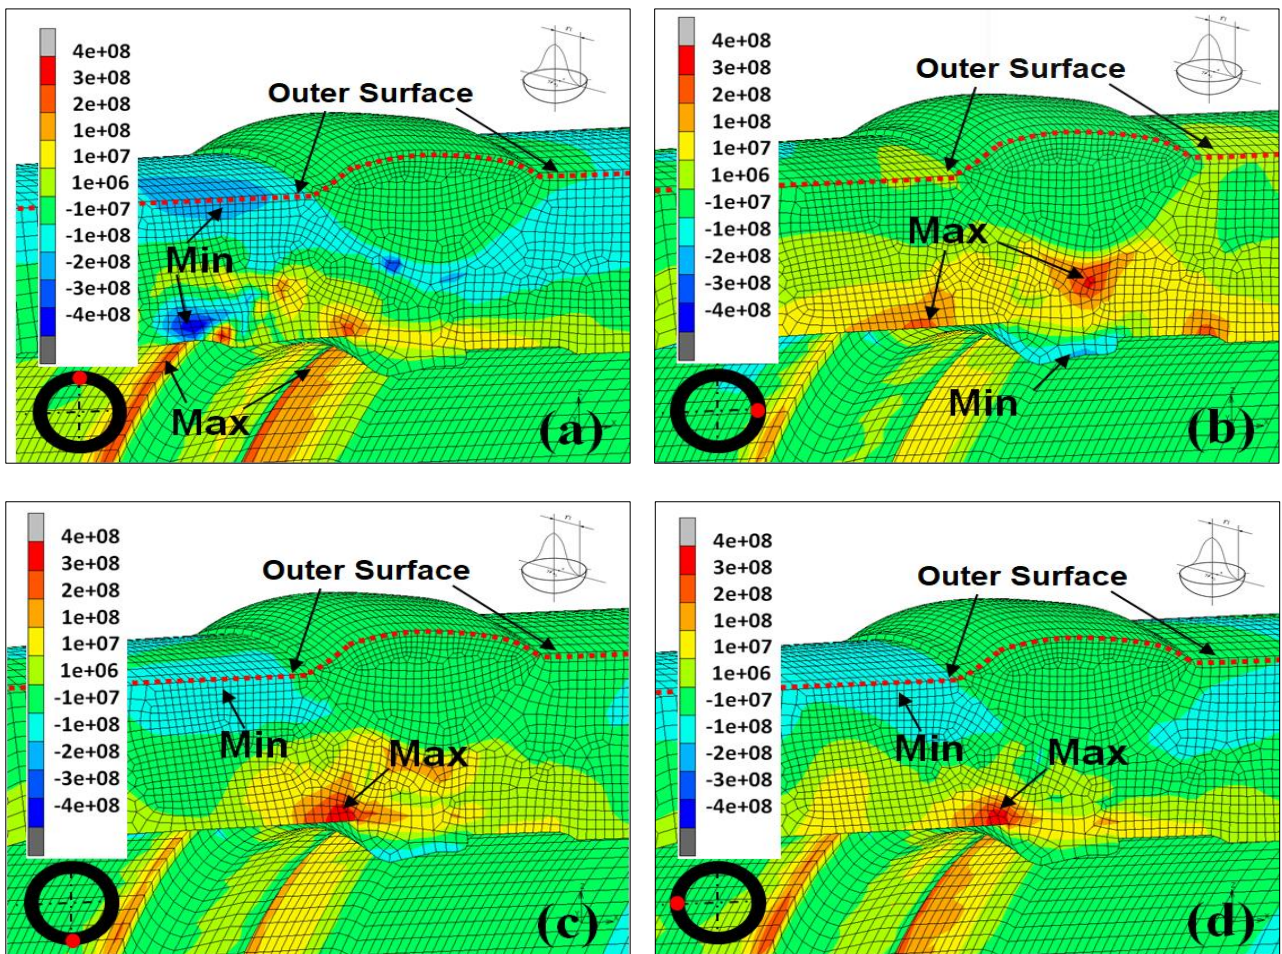 4e+08
3e+08
2e+08
1e+08
1e+07
1e+06
-1e+07
-1e+08
-2e+08
-3e+08
-4e+08
Outer Surface
Min
Max
(a)
4e+08
3e+08
2e+08
1e+08
1e+07
1e+06
-1e+07
-1e+08
-2e+08
-3e+08
-4e+08
Outer Surface
Max
Min
(b)
4e+08
3e+08
2e+08
1e+08
1e+07
1e+06
-1e+07
-1e+08
-2e+08
-3e+08
-4e+08
Outer Surface
Min
Max
(c)
4e+08
3e+08
2e+08
1e+08
1e+07
1e+06
-1e+07
-1e+08
-2e+08
-3e+08
-4e+08
Outer Surface
Min
Max
(d)